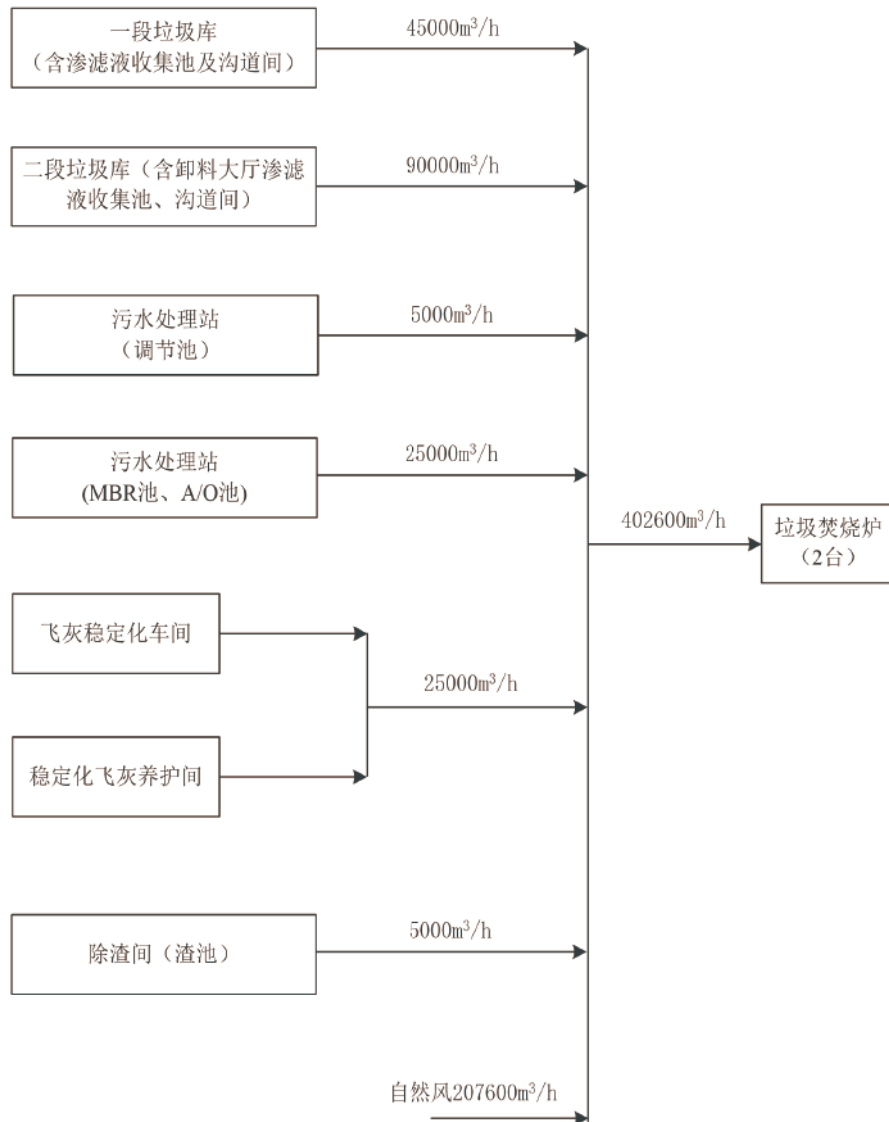 一段垃圾库
（含渗滤液收集池及沟道间）
45000m³/h
二段垃圾库（含卸料大厅渗滤
液收集池、沟道间）
90000m³/h
污水处理站
（调节池）
5000m³/h
污水处理站
(MBR池、A/O池)
25000m³/h
402600m³/h
垃圾焚烧炉
（2台）
飞灰稳定化车间
25000m³/h
稳定化飞灰养护间
除渣间（渣池）
5000m³/h
自然风207600m³/h